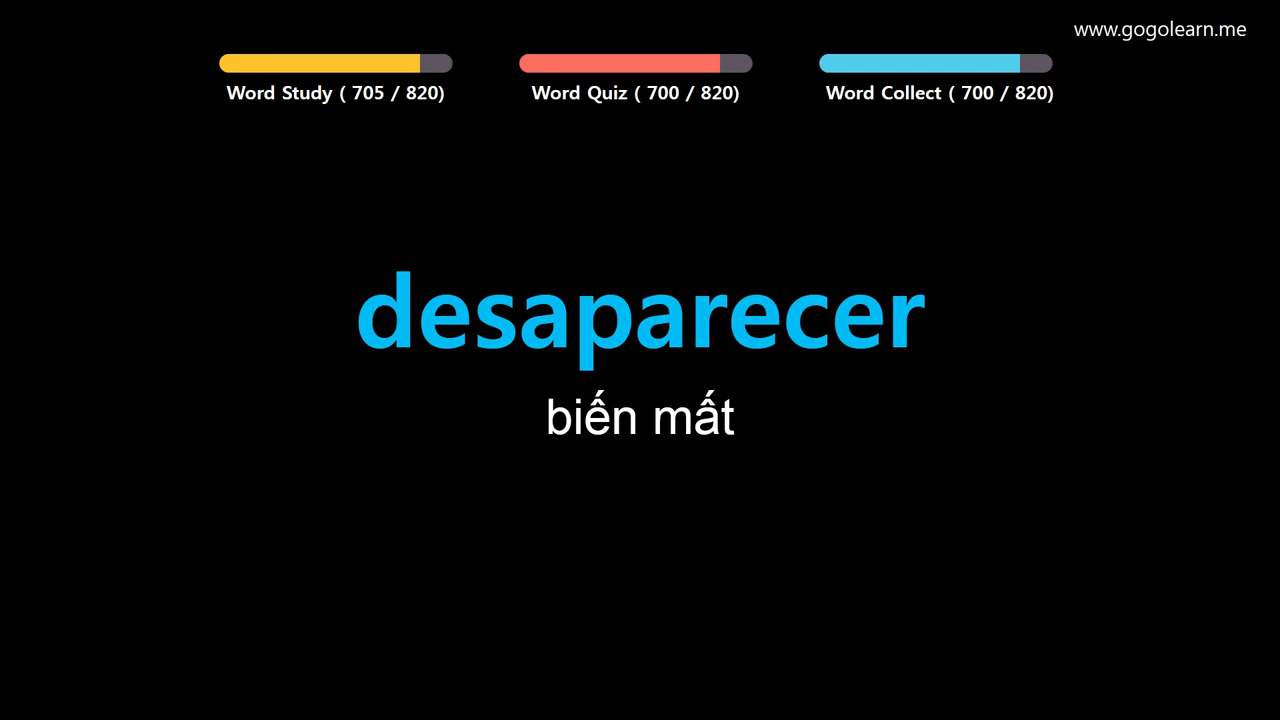 www.gogolearn.me
Word Study ( 705 / 820)
Word Quiz ( 700 / 820)
Word Collect ( 700 / 820)
desaparecer
biến mất